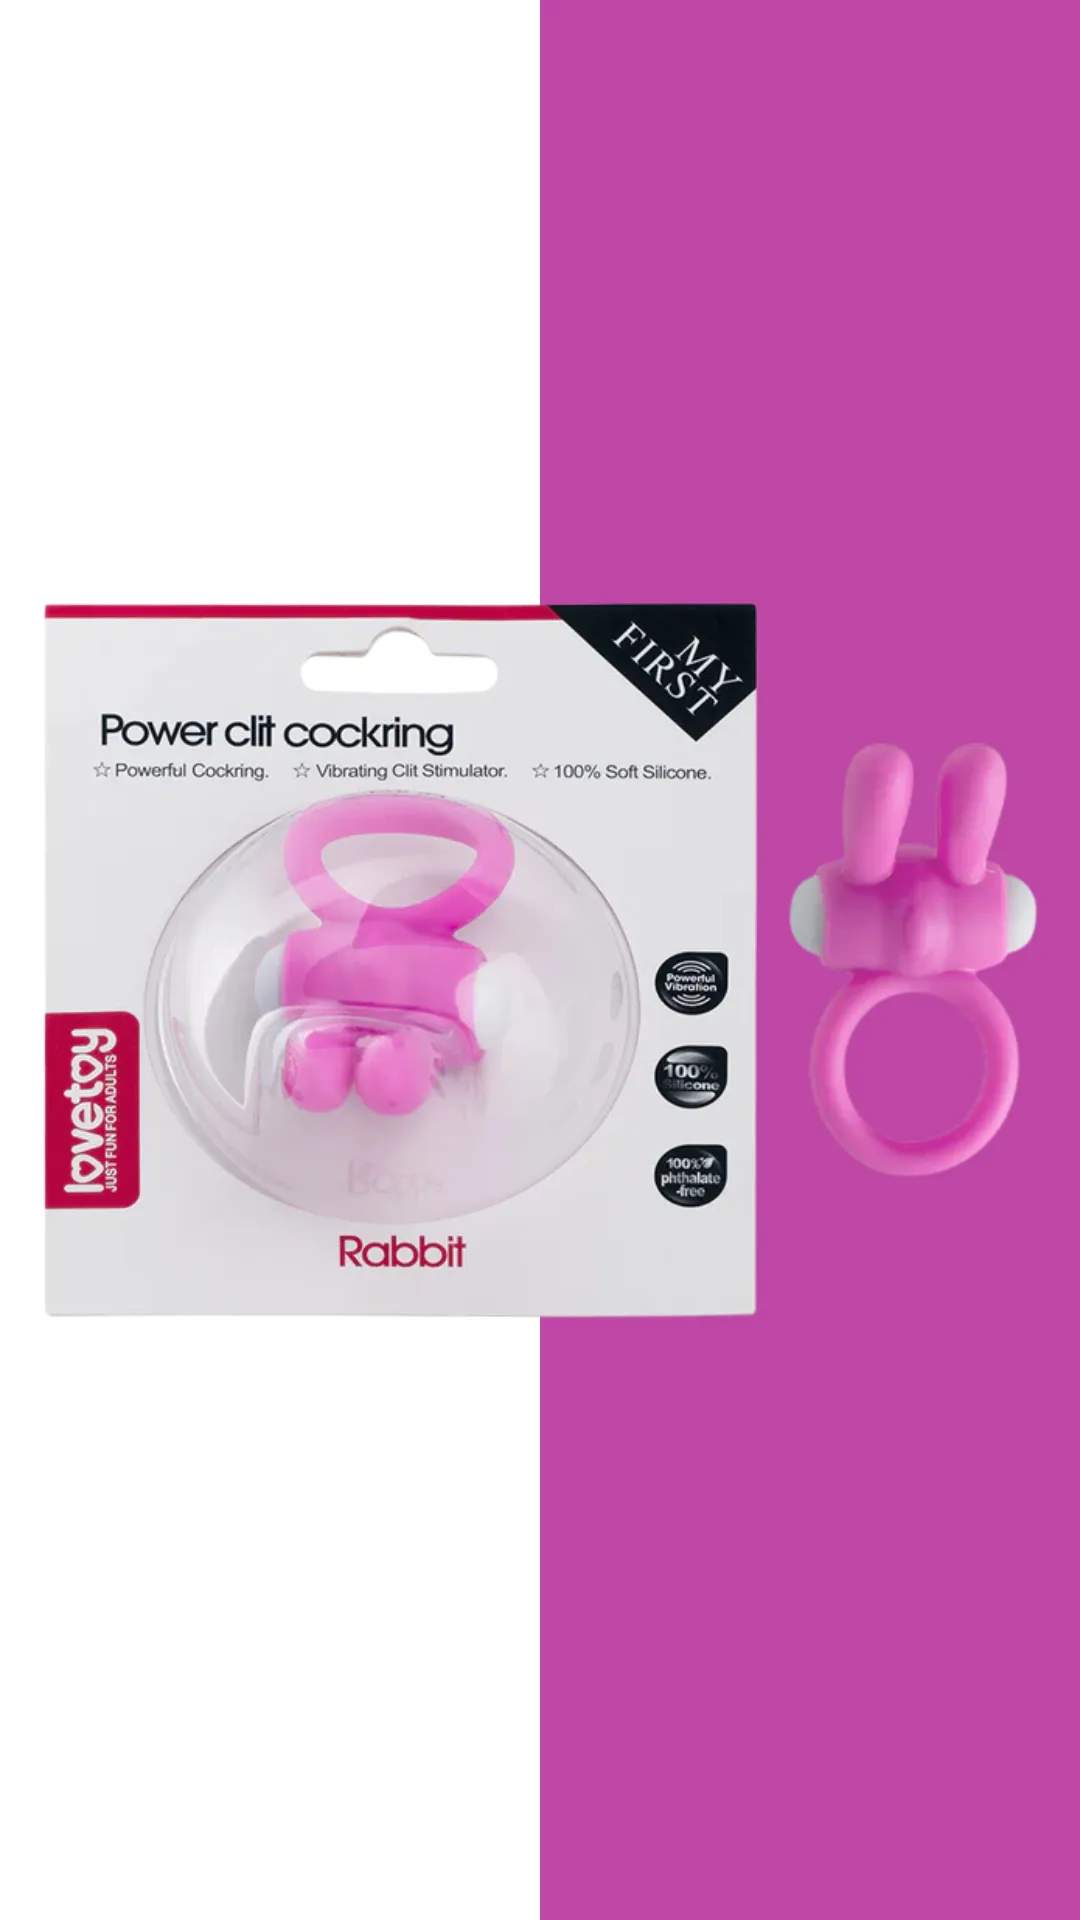 MY
FIRST
Power clit cockring
☆ Powerful Cockring. ☆ Vibrating Clit Stimulator. ☆ 100% Soft Silicone.
Powerful
Vibration
100%
Silicone
100%
phthalate
-free
lovetoy
JUST FUN FOR ADULTS
Rabbit